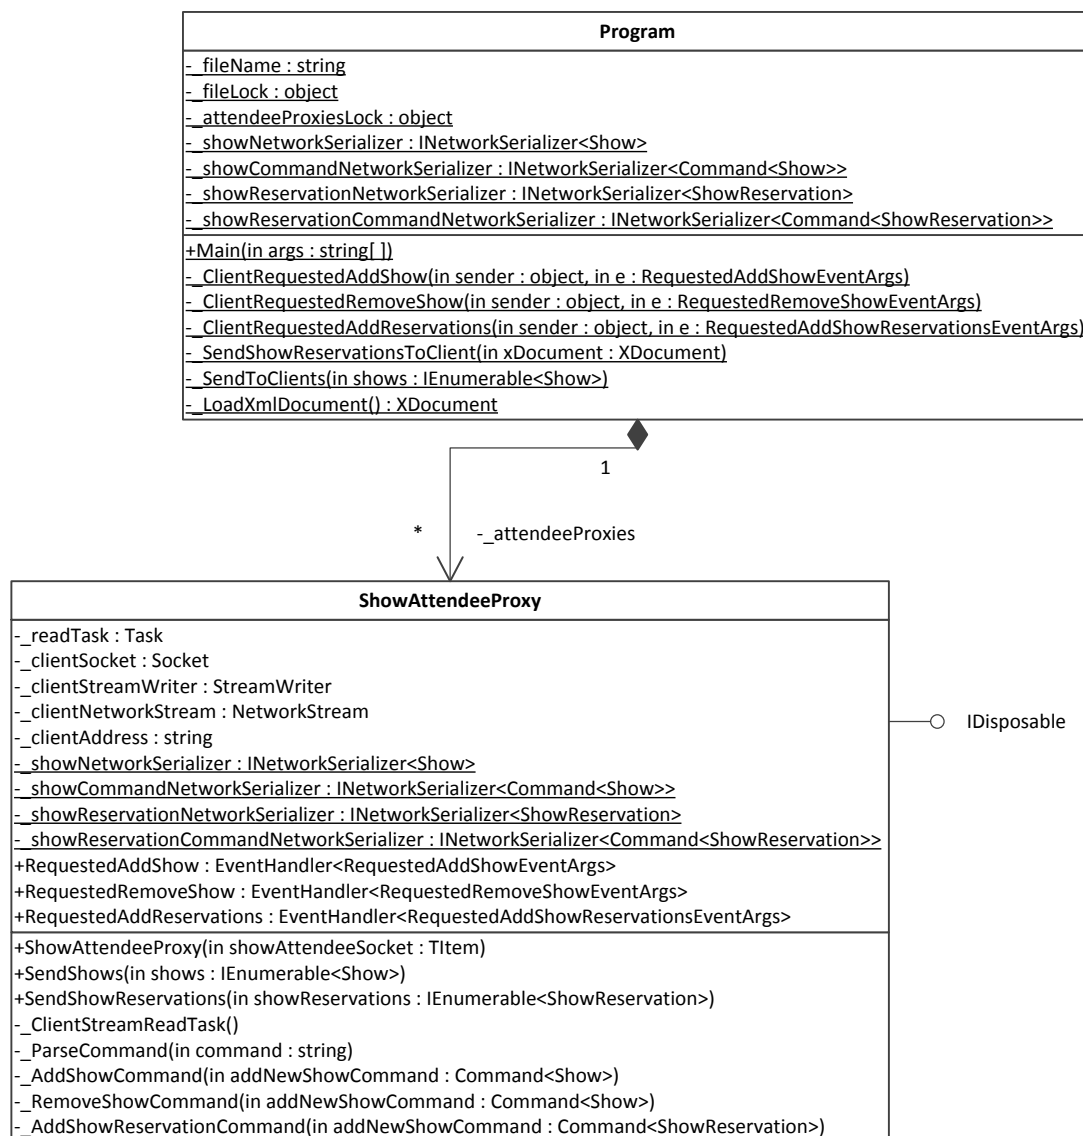 Program
-_fileName : string
-_fileLock : object
-_attendeeProxiesLock : object
-_showNetworkSerializer : INetworkSerializer<Show>
-_showCommandNetworkSerializer : INetworkSerializer<Command<Show>>
-_showReservationNetworkSerializer : INetworkSerializer<ShowReservation>
-_showReservationCommandNetworkSerializer : INetworkSerializer<Command<ShowReservation>>
+Main(in args : string[ ])
-_ClientRequestedAddShow(in sender : object, in e : RequestedAddShowEventArgs)
-_ClientRequestedRemoveShow(in sender : object, in e : RequestedRemoveShowEventArgs)
-_ClientRequestedAddReservations(in sender : object, in e : RequestedAddShowReservationsEventArgs)
-_SendShowReservationsToClient(in xDocument : XDocument)
-_SendToClients(in shows : IEnumerable<Show>)
-_LoadXmlDocument() : XDocument
1
* -_attendeeProxies
ShowAttendeeProxy
-_readTask : Task
-_clientSocket : Socket
-_clientStreamWriter : StreamWriter
-_clientNetworkStream : NetworkStream
-_clientAddress : string
-_showNetworkSerializer : INetworkSerializer<Show>
-_showCommandNetworkSerializer : INetworkSerializer<Command<Show>>
-_showReservationNetworkSerializer : INetworkSerializer<ShowReservation>
-_showReservationCommandNetworkSerializer : INetworkSerializer<Command<ShowReservation>>
+RequestedAddShow : EventHandler<RequestedAddShowEventArgs>
+RequestedRemoveShow : EventHandler<RequestedRemoveShowEventArgs>
+RequestedAddReservations : EventHandler<RequestedAddShowReservationsEventArgs>
+ShowAttendeeProxy(in showAttendeeSocket : TItem)
+SendShows(in shows : IEnumerable<Show>)
+SendShowReservations(in showReservations : IEnumerable<ShowReservation>)
-_ClientStreamReadTask()
-_ParseCommand(in command : string)
-_AddShowCommand(in addNewShowCommand : Command<Show>)
-_RemoveShowCommand(in addNewShowCommand : Command<Show>)
-_AddShowReservationCommand(in addNewShowCommand : Command<ShowReservation>)
IDisposable